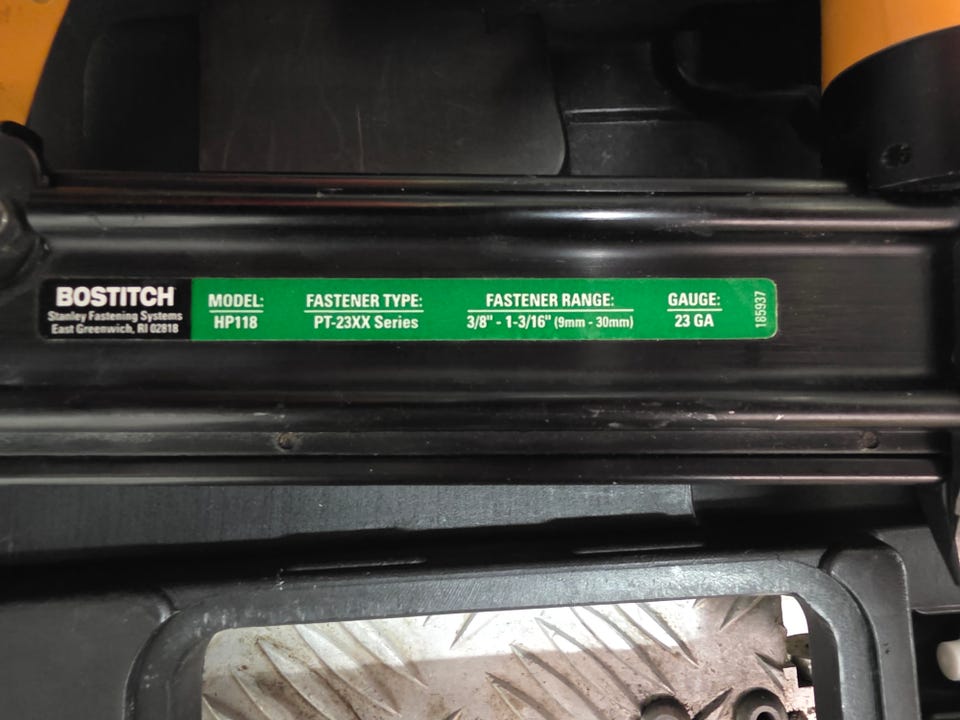 BOSTITCH
Stanley Fastening Systems
East Greenwich, RI 02818
MODEL:
HP118
FASTENER TYPE:
PT-23XX Series
FASTENER RANGE:
3/8" - 1-3/16" (9mm - 30mm)
GAUGE:
23 GA
185937